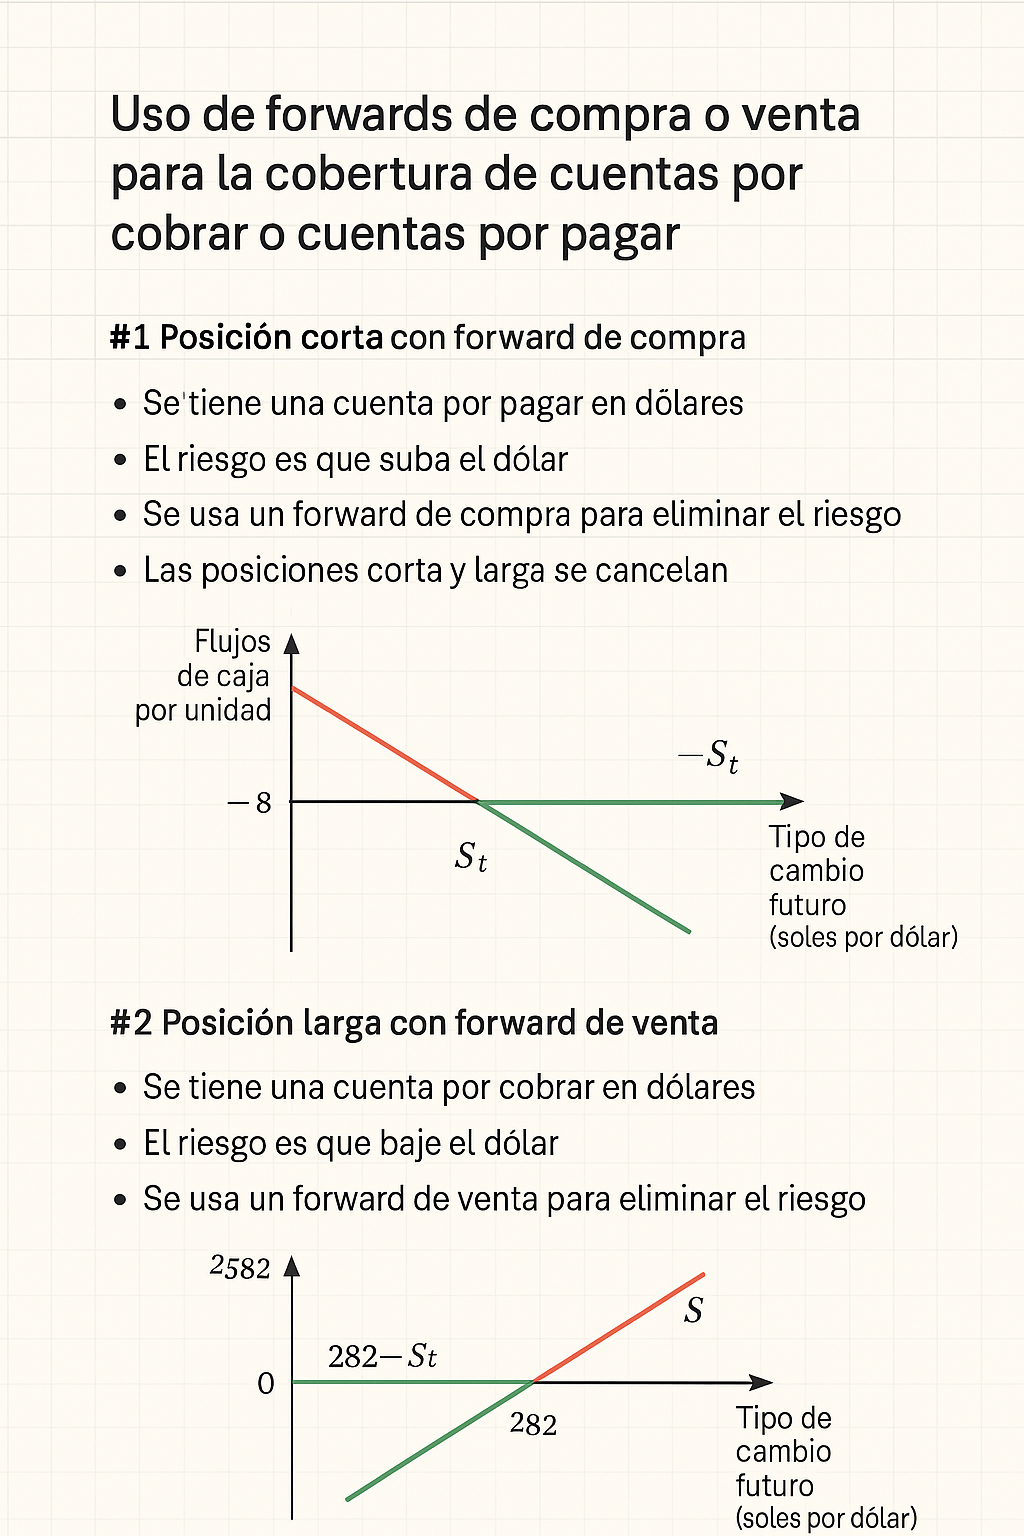 Uso de forwards de compra o venta
para la cobertura de cuentas por
cobrar o cuentas por pagar
#1 Posición corta con forward de compra
• Se'tiene una cuenta por pagar en dőlares
• El riesgo es que suba el dólar
• Se usa un forward de compra para eliminar el riesgo
• Las posiciones corta y larga se cancelan
Flujos
de caja
por unidad
—S_t
— 8
S_t
Tipo de
cambio
futuro
(soles por dólar)
#2 Posición larga con forward de venta
• Se tiene una cuenta por cobrar en dólares
• El riesgo es que baje el dólar
• Se usa un forward de venta para eliminar el riesgo
2582
S
282—St
0
282
Tipo de
cambio
futuro
(soles por dólar)